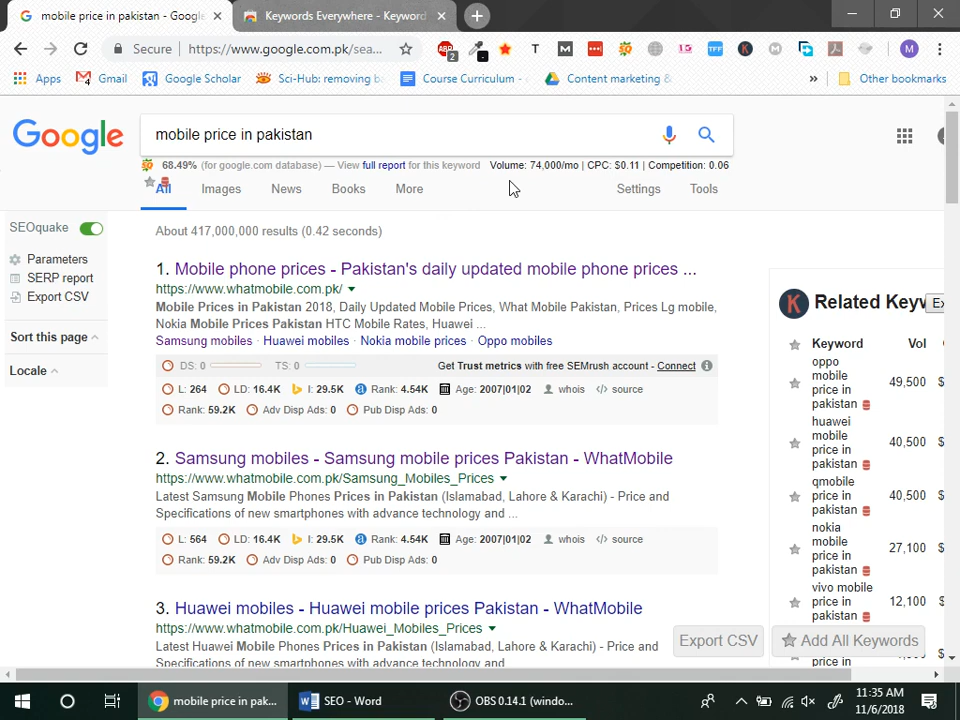 mobile price in pakistan - Google
Keywords Everywhere - Keyword
Secure
https://www.google.com.pk/sea...
Apps
Gmail
Google Scholar
Sci-Hub: removing ba
Course Curriculum -
Content marketing &
»
Other bookmarks
Google
mobile price in pakistan
68.49% (for google.com database) — View full report for this keyword
Volume: 74,000/mo | CPC: $0.11 | Competition: 0.06
All
Images
News
Books
More
Settings
Tools
About 417,000,000 results (0.42 seconds)
SEOquake
Parameters
SERP report
Export CSV
Sort this page
Locale
1. Mobile phone prices - Pakistan's daily updated mobile phone prices ...
https://www.whatmobile.com.pk/
Mobile Prices in Pakistan 2018, Daily Updated Mobile Prices, What Mobile Pakistan, Prices Lg mobile,
Nokia Mobile Prices Pakistan HTC Mobile Rates, Huawei ...
Samsung mobiles · Huawei mobiles · Nokia mobile prices · Oppo mobiles
DS: 0 TS: 0 Get Trust metrics with free SEMrush account - Connect
L: 264 LD: 16.4K I: 29.5K Rank: 4.54K Age: 2007|01|02 whois </> source
Rank: 59.2K Adv Disp Ads: 0 Pub Disp Ads: 0
2. Samsung mobiles - Samsung mobile prices Pakistan - WhatMobile
https://www.whatmobile.com.pk/Samsung_Mobiles_Prices
Latest Samsung Mobile Phones Prices in Pakistan (Islamabad, Lahore & Karachi) - Price and
Specifications of new smartphones with advance technology and ...
L: 564 LD: 16.4K I: 29.5K Rank: 4.54K Age: 2007|01|02 whois </> source
Rank: 59.2K Adv Disp Ads: 0 Pub Disp Ads: 0
3. Huawei mobiles - Huawei mobile prices Pakistan - WhatMobile
https://www.whatmobile.com.pk/Huawei_Mobiles_Prices
Latest Huawei Mobile Phones Prices in Pakistan (Islamabad, Lahore & Karachi) - Price and
K Related Keyw
Ex
Keyword Vol
oppo
mobile
price in
pakistan
49,500 $
huawei
mobile
price in
pakistan
40,500 $
qmobile
price in
pakistan
40,500 $
nokia
mobile
price in
pakistan
27,100 $
vivo mobile
price in
pakistan
12,100 $
price in
Export CSV
Add All Keywords
mobile price in pak...
SEO - Word
OBS 0.14.1 (windo...
11:35 AM
11/6/2018